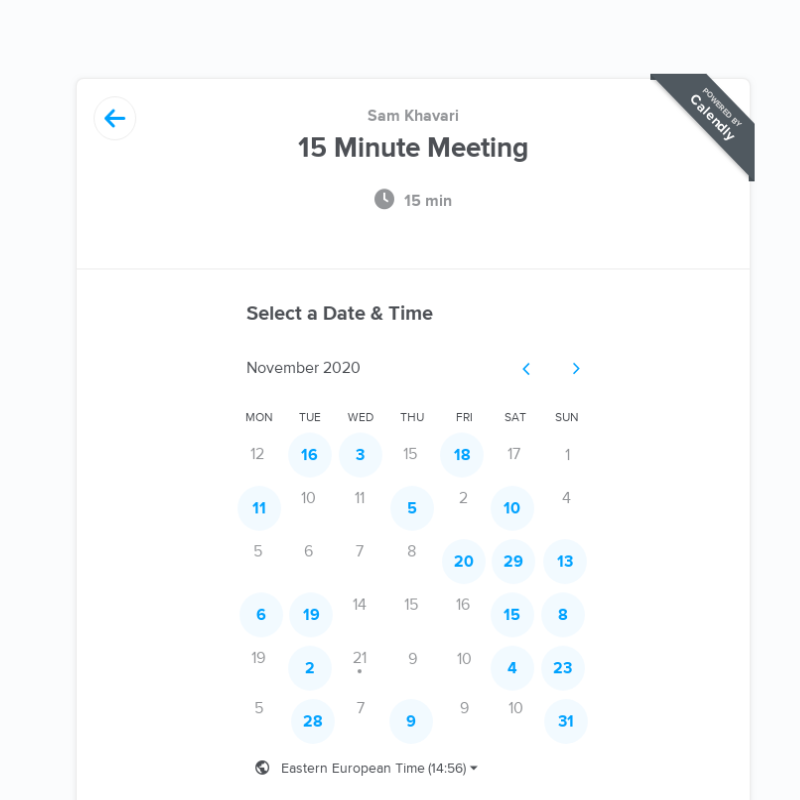 POWERED BY
Calendly
Sam Khavari
15 Minute Meeting
15 min
Select a Date & Time
November 2020
MON TUE WED THU FRI SAT SUN
12 16 3 15 18 17 1
11 10 11 5 2 10 4
5 6 7 8 20 29 13
6 19 14 15 16 15 8
19 2 21 9 10 4 23
5 28 7 9 9 10 31
Eastern European Time (14:56)